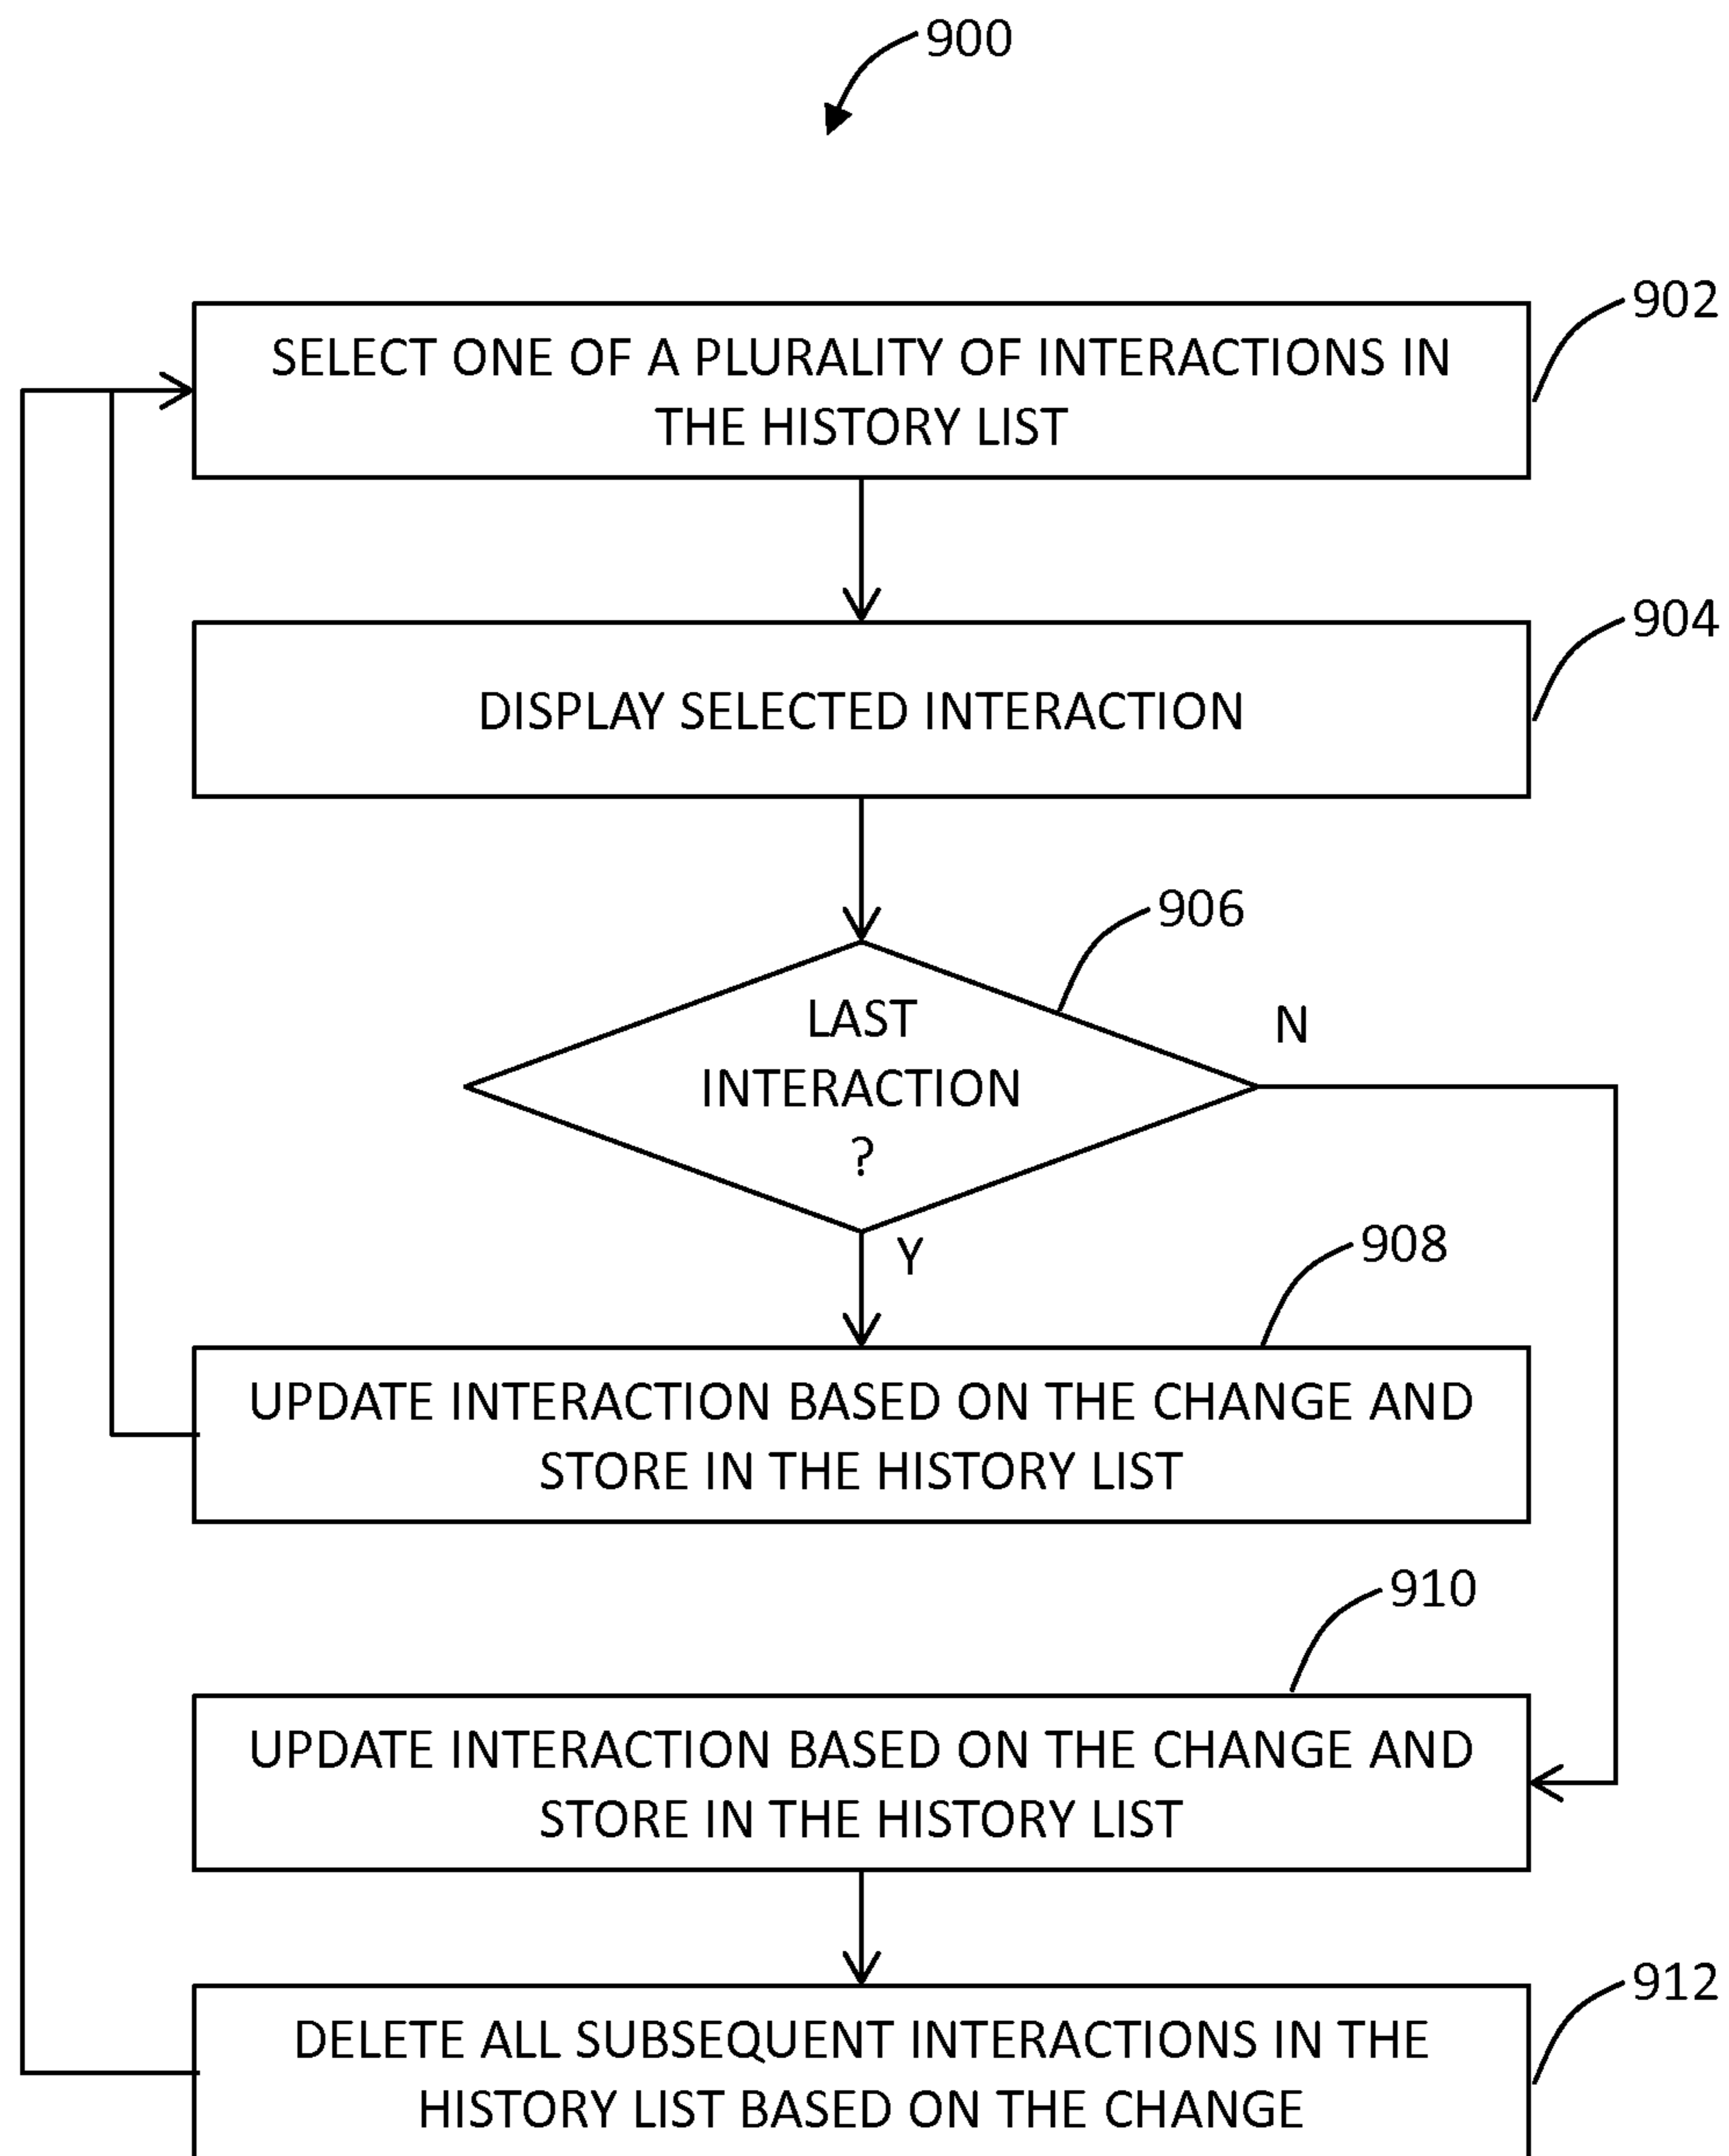 900
902
SELECT ONE OF A PLURALITY OF INTERACTIONS IN
THE HISTORY LIST
904
DISPLAY SELECTED INTERACTION
906
LAST
INTERACTION
?
N
Y
908
UPDATE INTERACTION BASED ON THE CHANGE AND
STORE IN THE HISTORY LIST
910
UPDATE INTERACTION BASED ON THE CHANGE AND
STORE IN THE HISTORY LIST
912
DELETE ALL SUBSEQUENT INTERACTIONS IN THE
HISTORY LIST BASED ON THE CHANGE